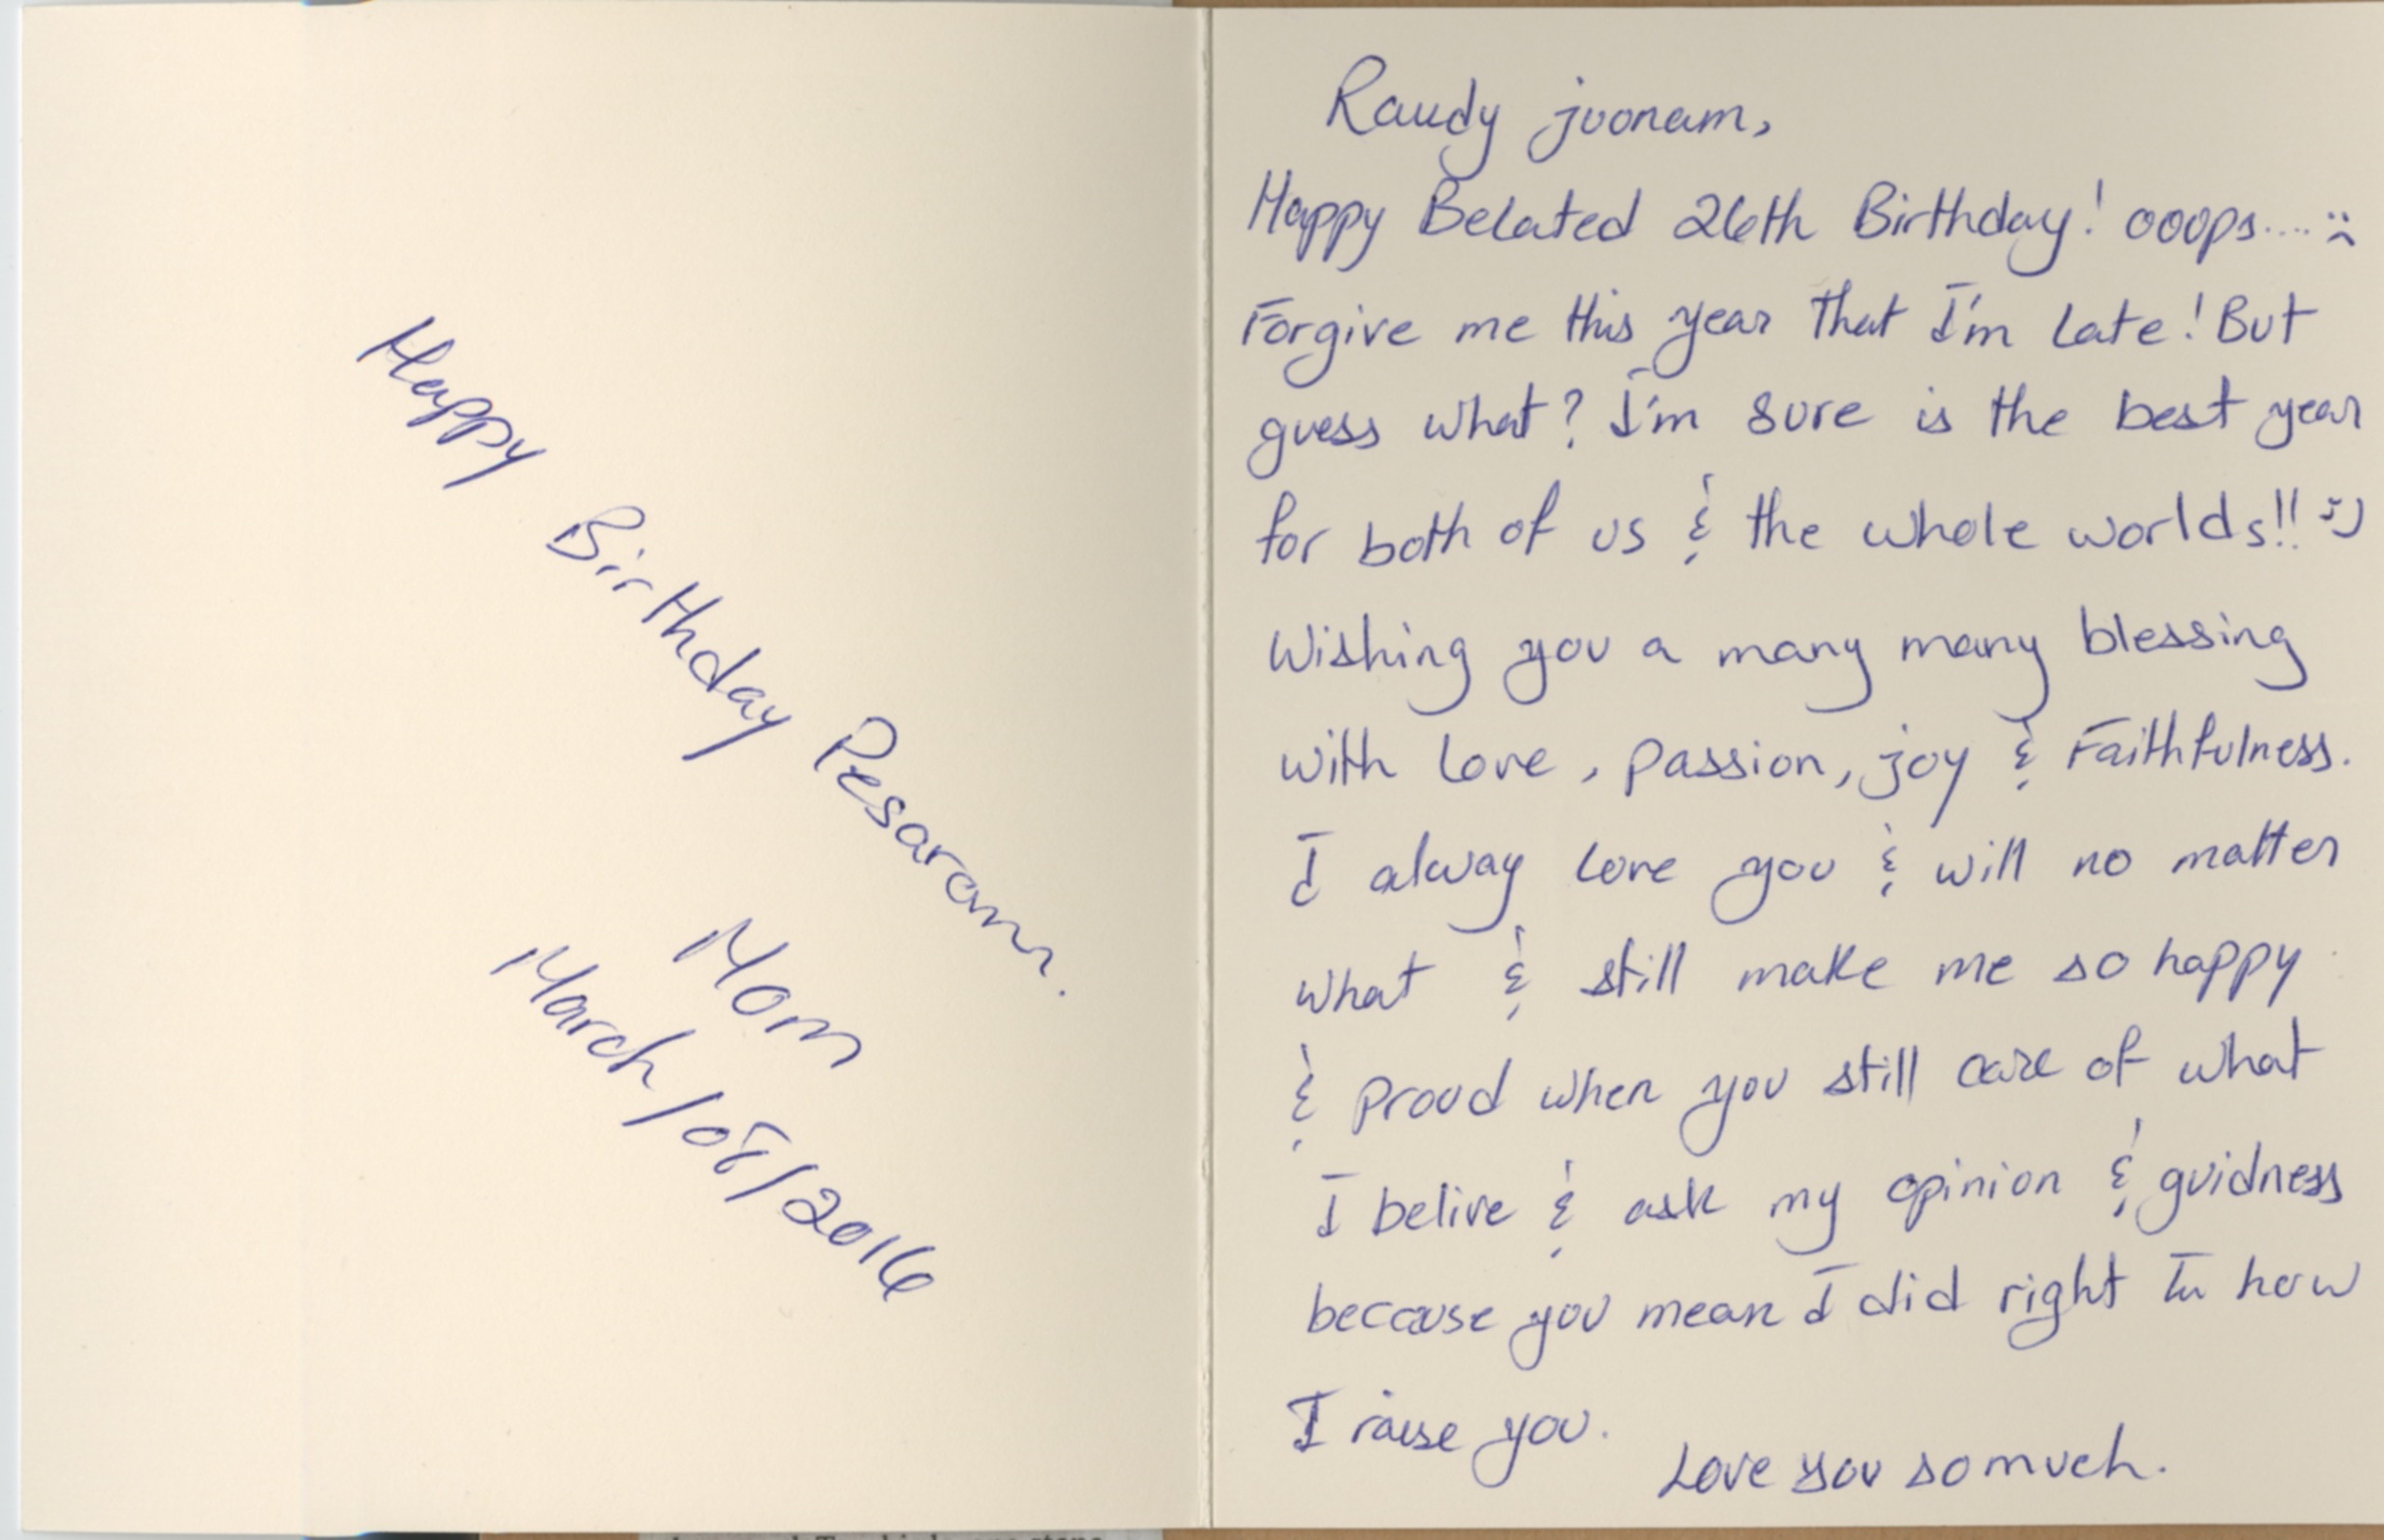 Happy Birthday Pesaram.
Mom
March/08/2016
Raudy joonam,
Happy Belated 26th Birthday! ooops.... :(
Forgive me this year that I'm late! But
guess what? I'm sure is the best year
for both of us & the whole worlds!! :)
Wishing you a many many blessing
with love, passion, joy & Faithfulness.
I alway love you & will no matter
what & still make me so happy
& proud when you still care of what
I belive & ask my opinion & guidness
because you mean I did right in how
I raise you.
Love you so much.